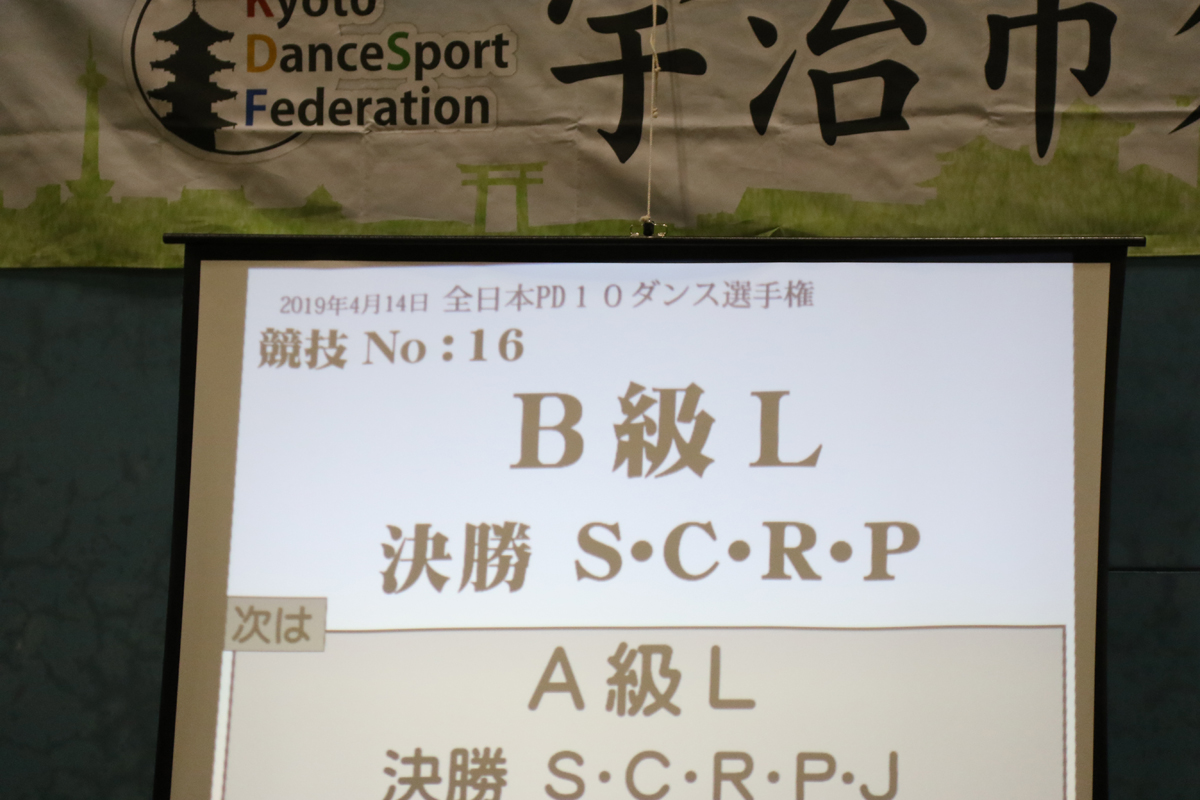 Kyoto
DanceSport
Federation
宇治市
2019年4月14日 全日本PD１０ダンス選手権
競技 No：16
B級L
決勝 S・C・R・P
次は
A級L
決勝 S・C・R・P・J